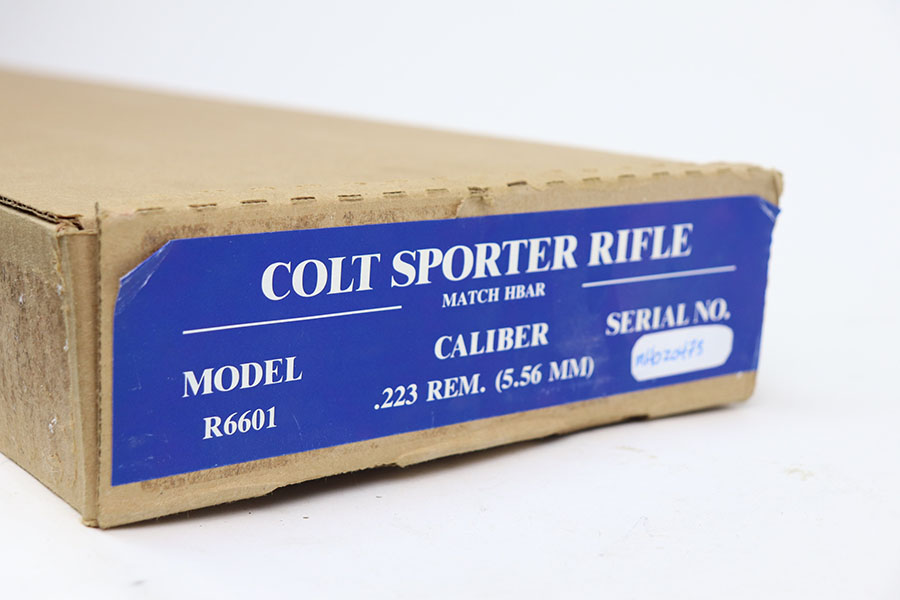 COLT SPORTER RIFLE
MATCH HBAR
MODEL
R6601
CALIBER
.223 REM. (5.56 MM)
SERIAL NO.